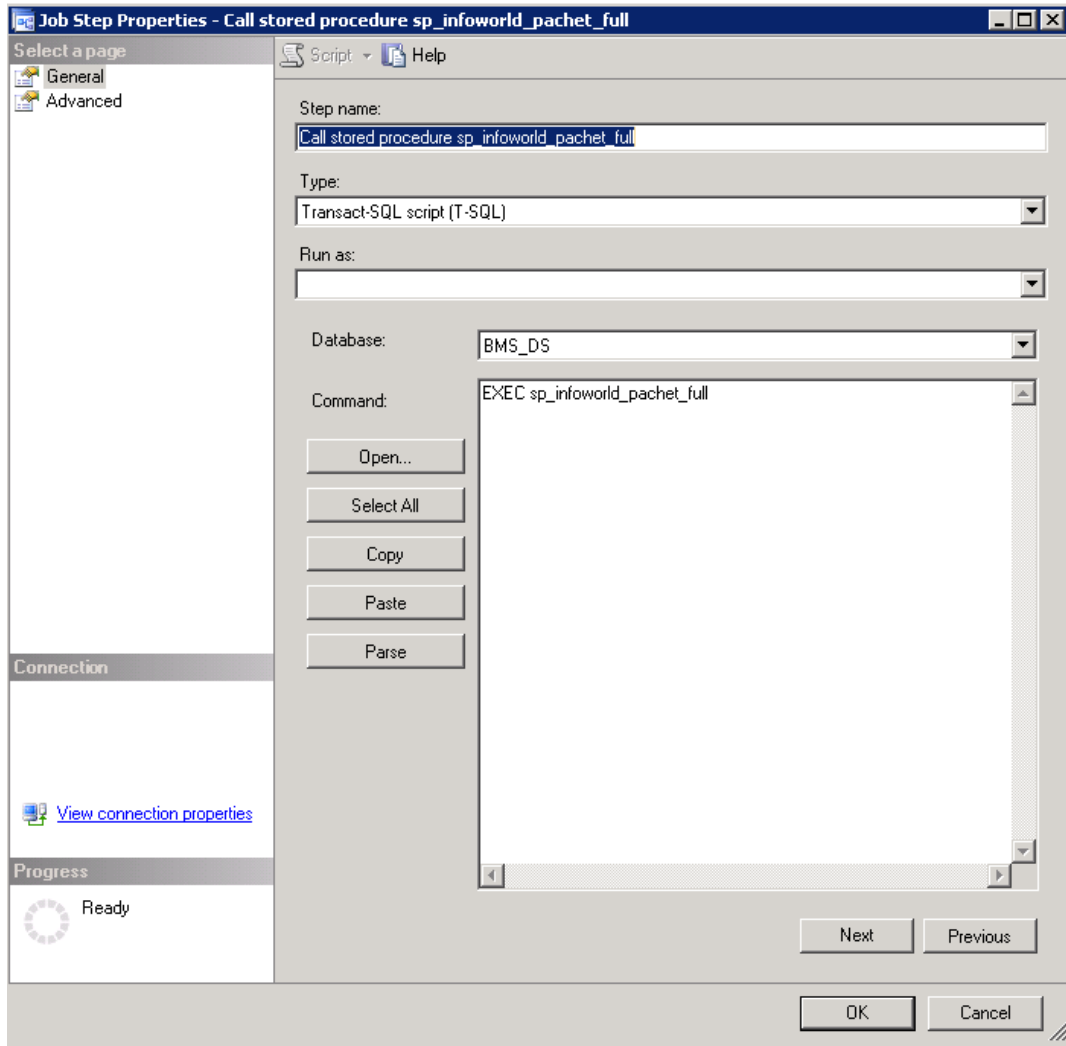 Job Step Properties - Call stored procedure sp_infoworld_pachet_full
Select a page
General
Advanced
Script
Help
Step name:
Call stored procedure sp_infoworld_pachet_full
Type:
Transact-SQL script (T-SQL)
Run as:
Database:
BMS_DS
Command:
EXEC sp_infoworld_pachet_full
Open...
Select All
Copy
Paste
Parse
Connection
View connection properties
Progress
Ready
Next
Previous
OK
Cancel